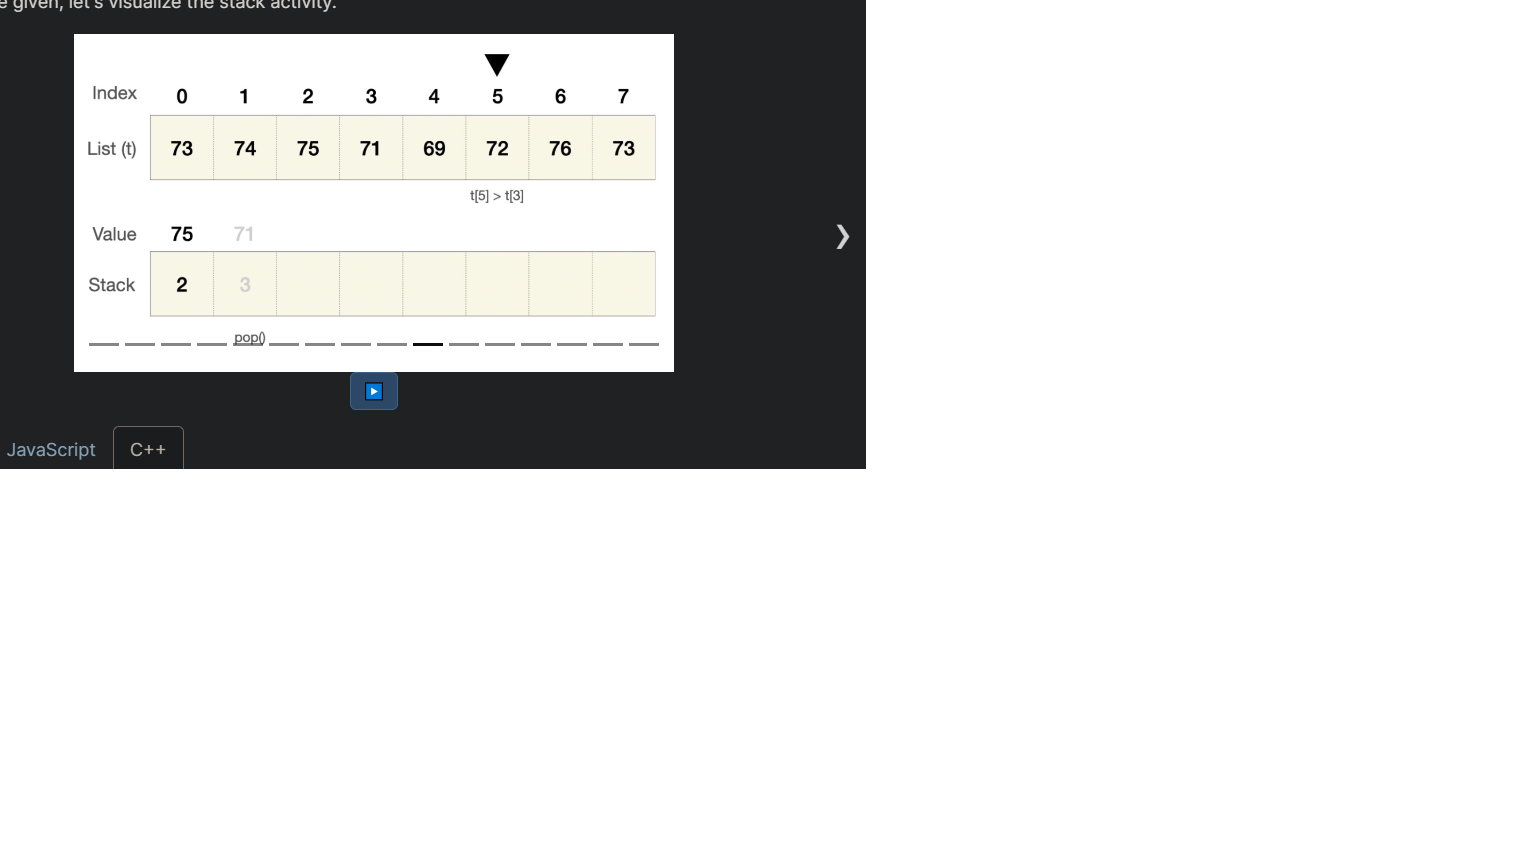 e given, let's visualize the stack activity.
Index 0 1 2 3 4 5 6 7
List (t) 73 74 75 71 69 72 76 73
t[5] > t[3]
Value 75 71
Stack 2 3
pop()
JavaScript C++